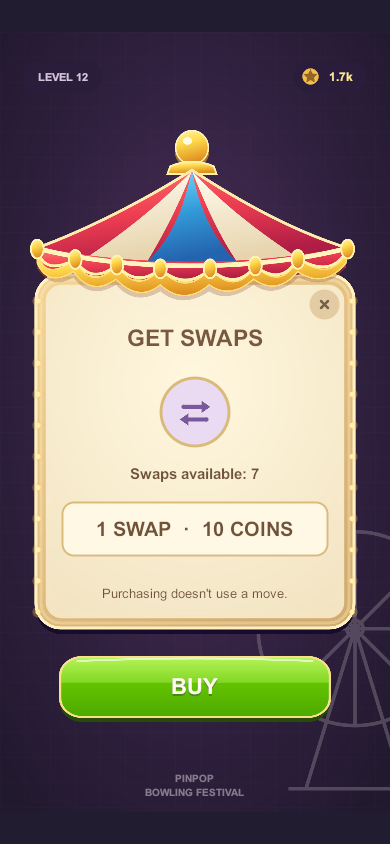 LEVEL 12
1.7k
GET SWAPS
Swaps available: 7
1 SWAP · 10 COINS
Purchasing doesn't use a move.
BUY
PINPOP
BOWLING FESTIVAL